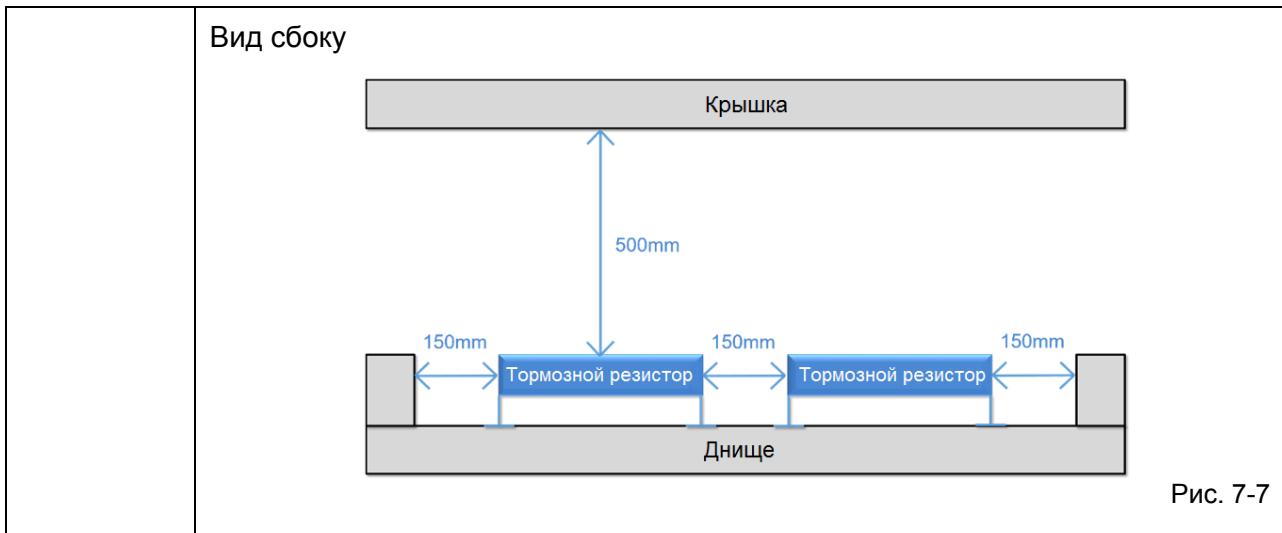 Вид сбоку
Крышка
500mm
150mm
150mm
150mm
Тормозной резистор
Тормозной резистор
Днище
Рис. 7-7